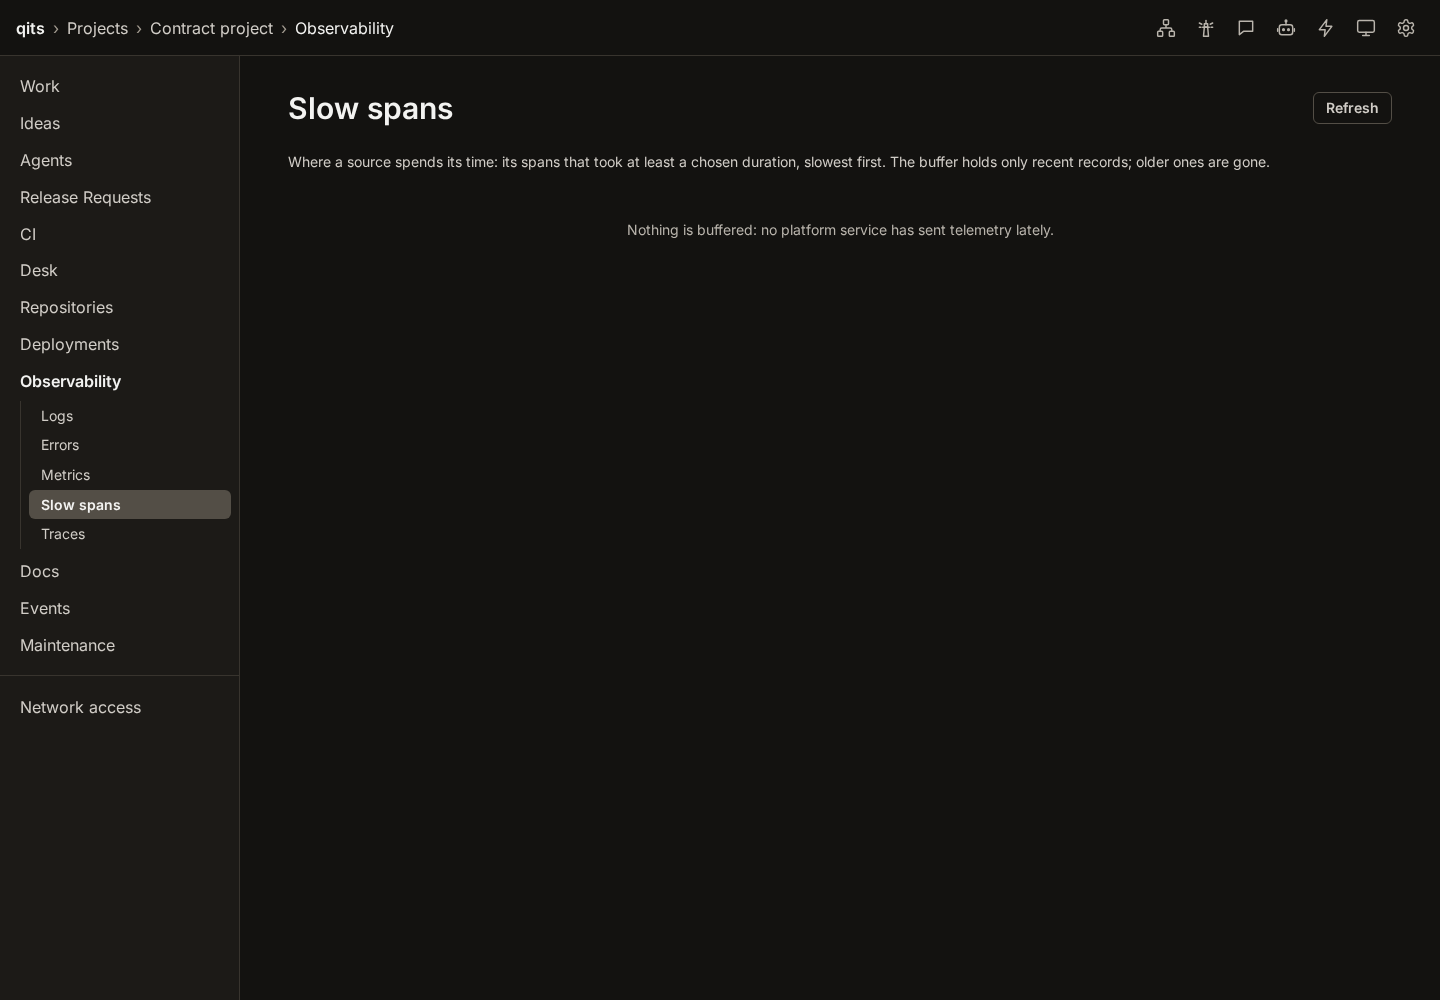 qits › Projects › Contract project › Observability
Work
Ideas
Agents
Release Requests
CI
Desk
Repositories
Deployments
Observability
Logs
Errors
Metrics
Slow spans
Traces
Docs
Events
Maintenance
Network access
Slow spans
Refresh
Where a source spends its time: its spans that took at least a chosen duration, slowest first. The buffer holds only recent records; older ones are gone.
Nothing is buffered: no platform service has sent telemetry lately.